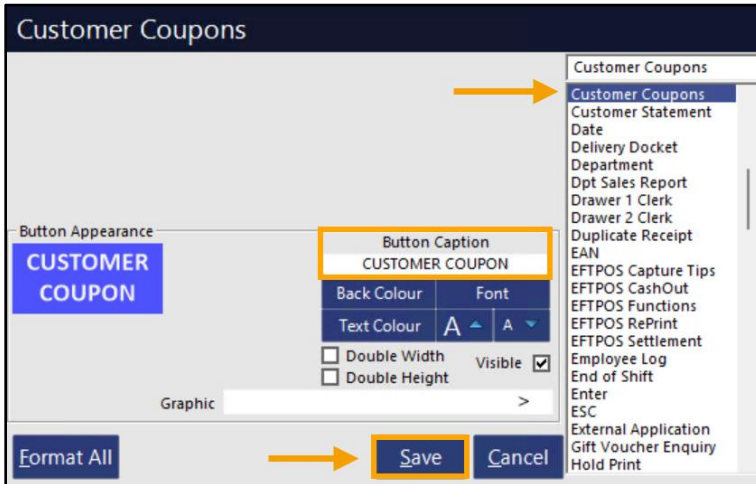 Customer Coupons
Customer Coupons
Customer Coupons
Customer Statement
Date
Delivery Docket
Department
Dpt Sales Report
Drawer 1 Clerk
Drawer 2 Clerk
Duplicate Receipt
EAN
EFTPOS Capture Tips
EFTPOS CashOut
EFTPOS Functions
EFTPOS RePrint
EFTPOS Settlement
Employee Log
End of Shift
Enter
ESC
External Application
Gift Voucher Enquiry
Hold Print
Button Appearance
CUSTOMER
COUPON
Button Caption
CUSTOMER COUPON
Back Colour Font
Text Colour A A
Double Width
Visible
Double Height
Graphic >
Format All Save Cancel